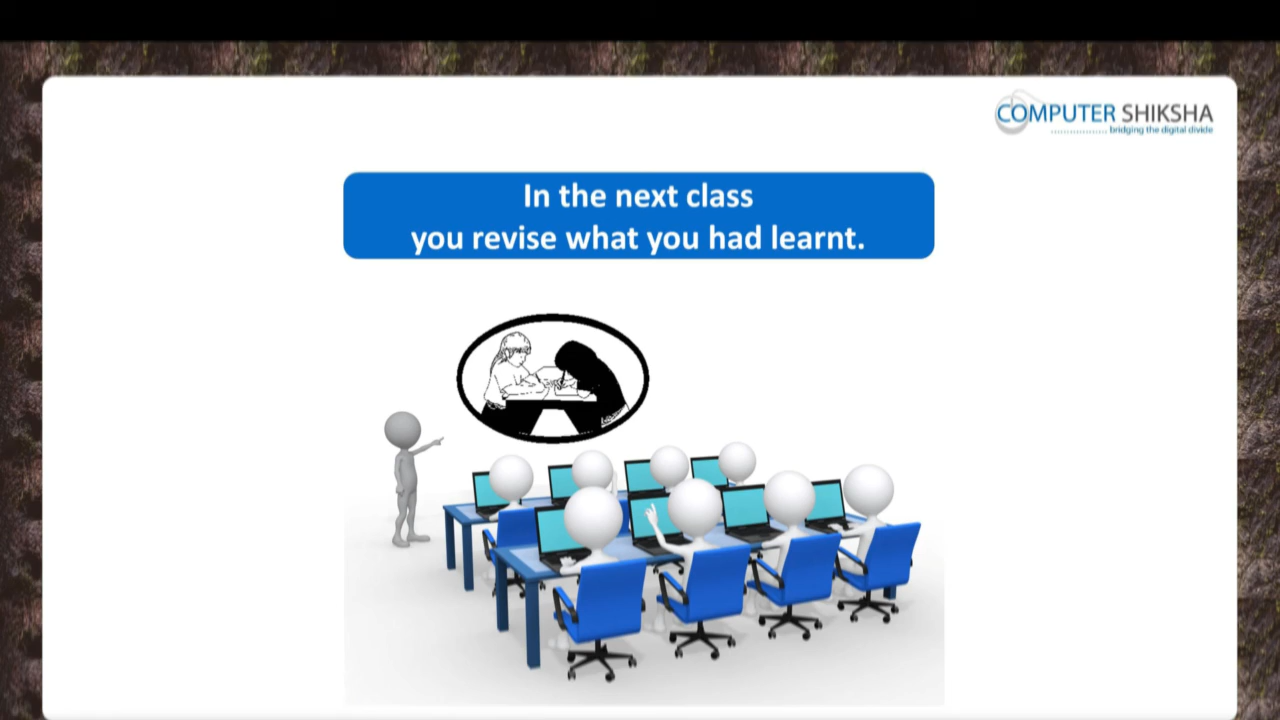 COMPUTER SHIKSHA
bridging the digital divide
In the next class
you revise what you had learnt.